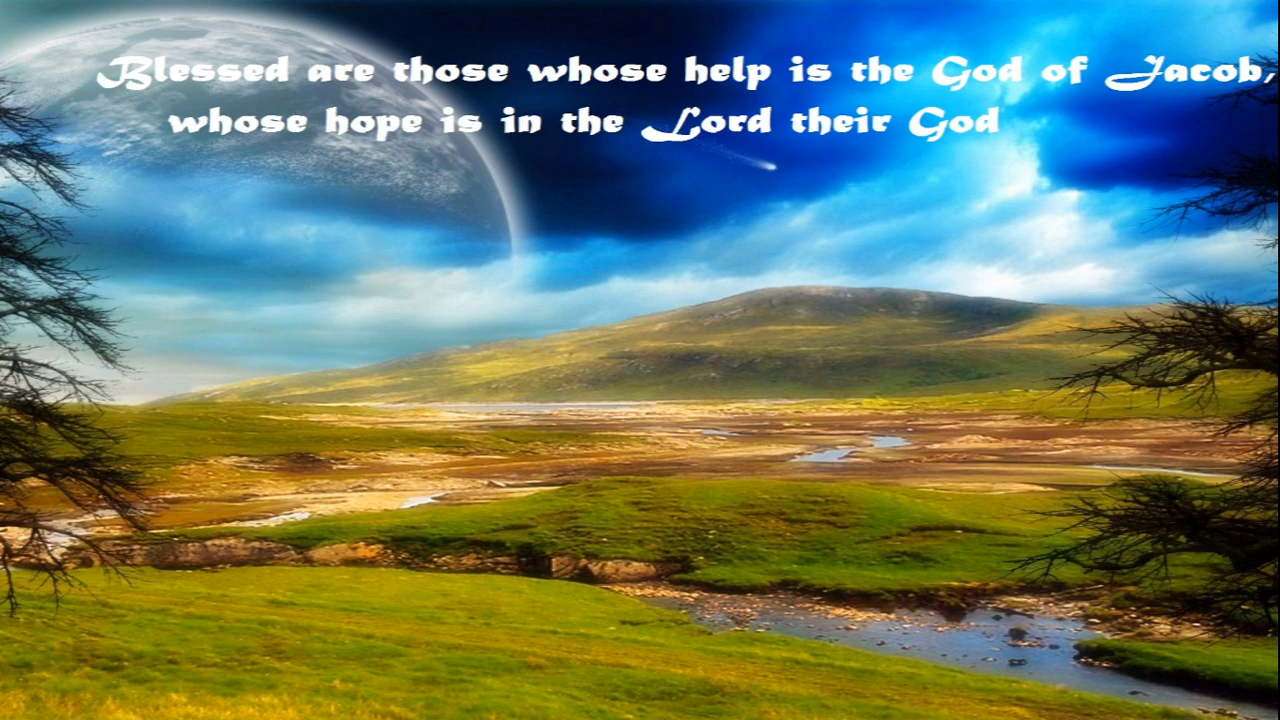 Blessed are those whose help is the God of Jacob,
whose hope is in the Lord their God